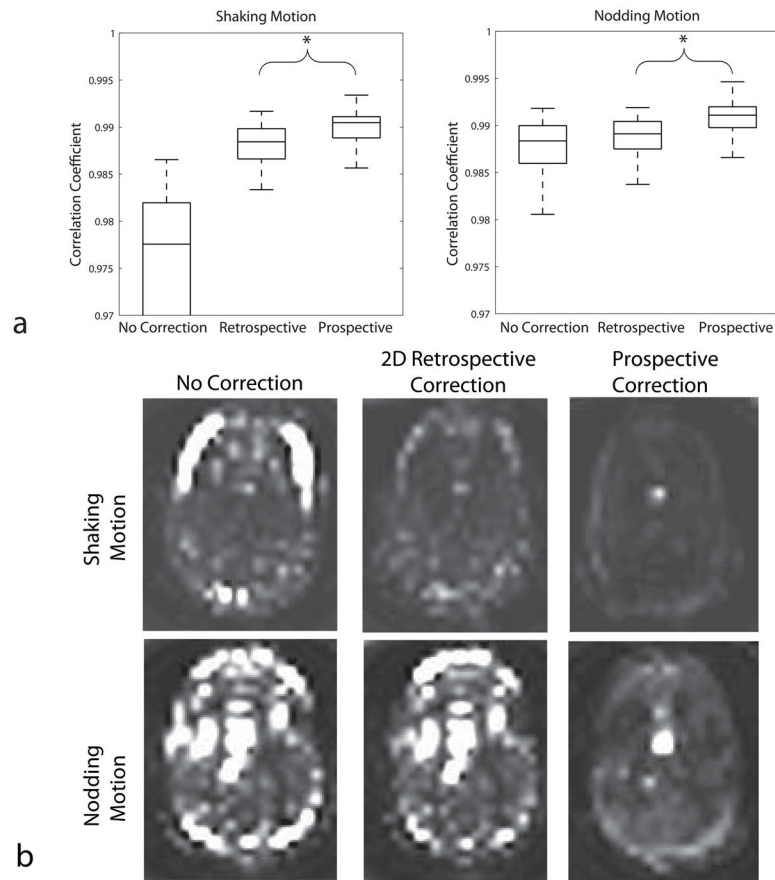 Shaking Motion
*
Correlation Coefficient
1
0.995
0.99
0.985
0.98
0.975
0.97
No Correction Retrospective Prospective
Nodding Motion
*
Correlation Coefficient
1
0.995
0.99
0.985
0.98
0.975
0.97
No Correction Retrospective Prospective
a
No Correction
2D Retrospective
Correction
Prospective
Correction
Shaking
Motion
Nodding
Motion
b